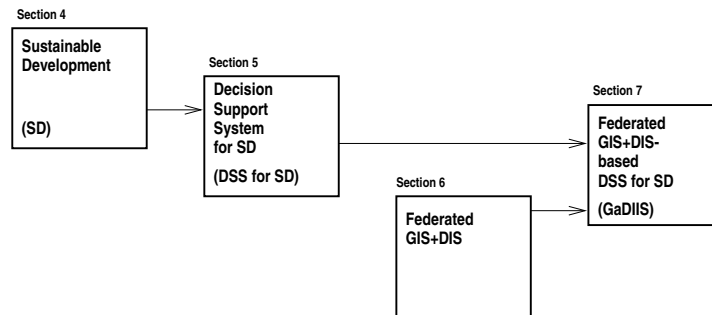 Section 4
Sustainable
Development
(SD)
Section 5
Decision
Support
System
for SD
(DSS for SD)
Section 6
Federated
GIS+DIS
Section 7
Federated
GIS+DIS-
based
DSS for SD
(GaDIIS)